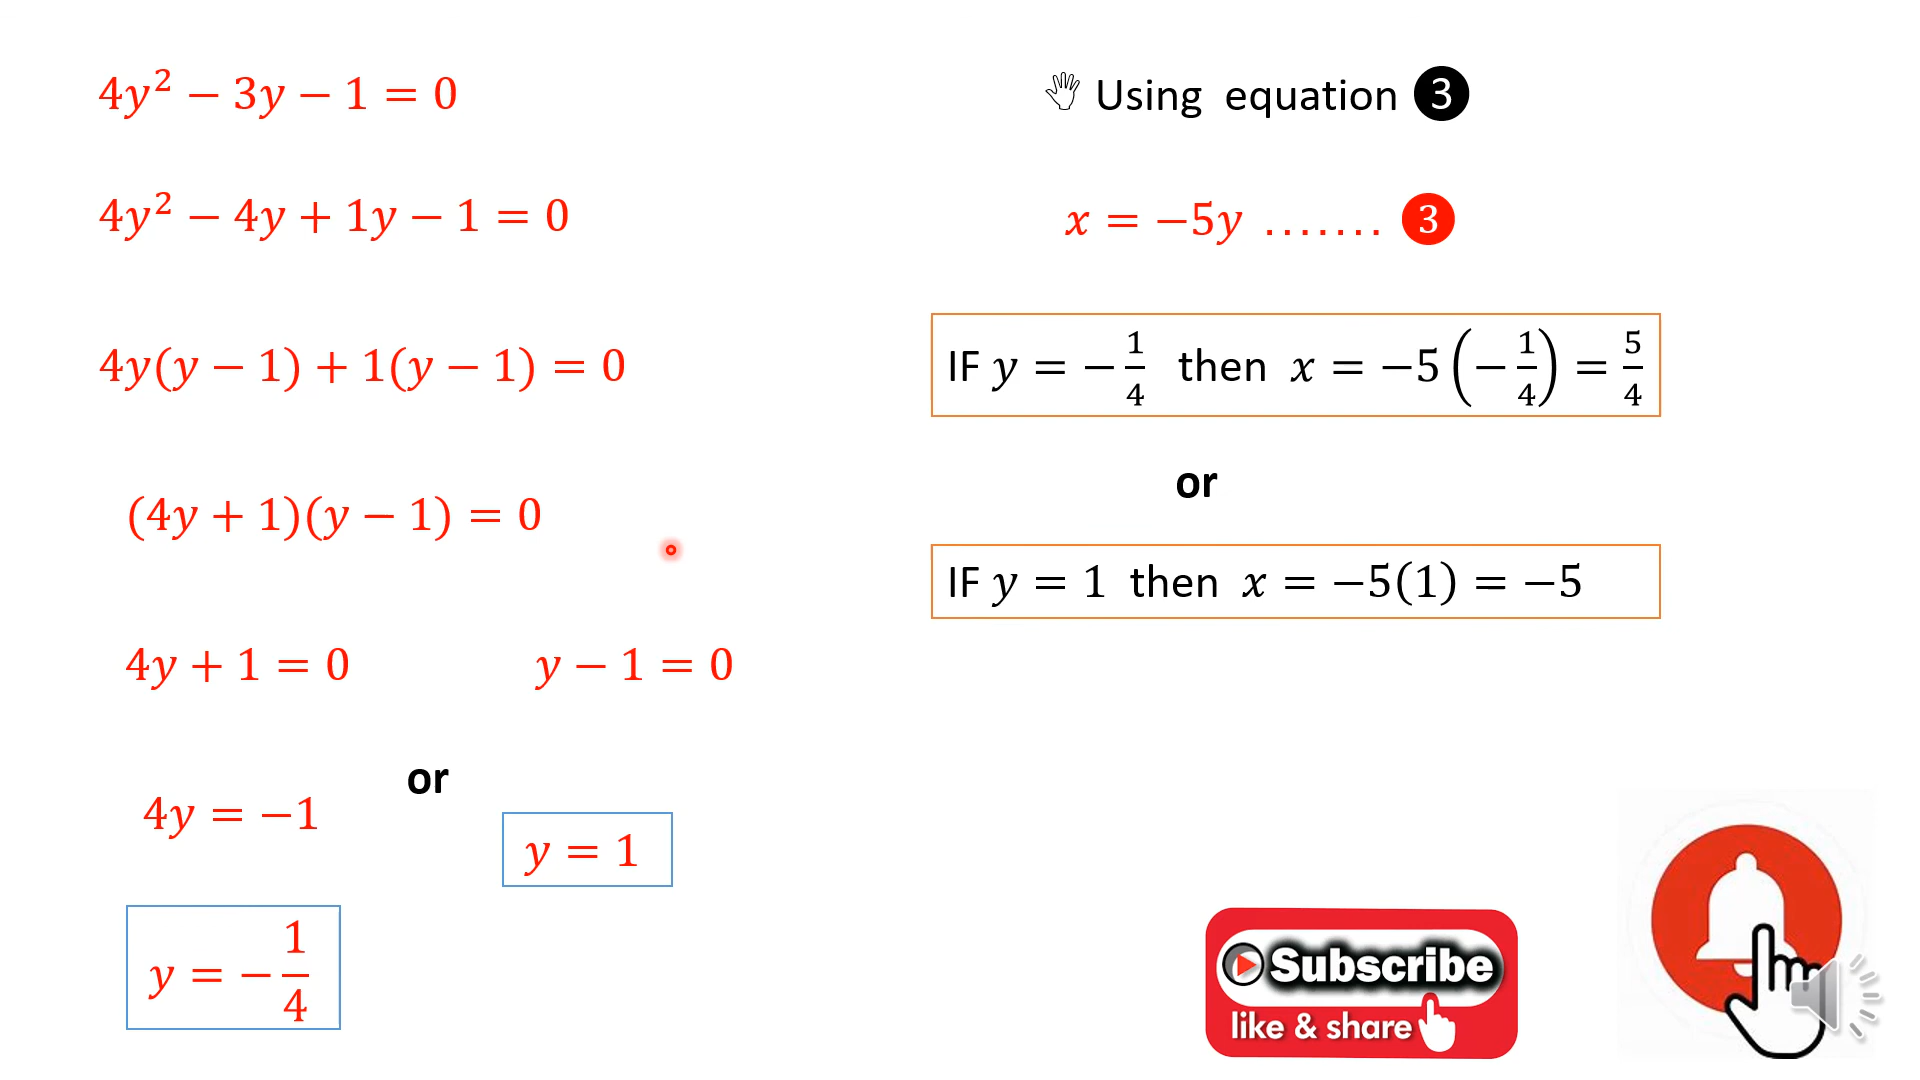 4y² − 3y − 1 = 0
4y² − 4y + 1y − 1 = 0
4y(y − 1) + 1(y − 1) = 0
(4y + 1)(y − 1) = 0
4y + 1 = 0
y − 1 = 0
4y = −1
or
y = 1
y = −1/4
Using equation ❸
x = −5y ....... ❸
IF y = −1/4 then x = −5(−1/4) = 5/4
or
IF y = 1 then x = −5(1) = −5
Subscribe
like & share